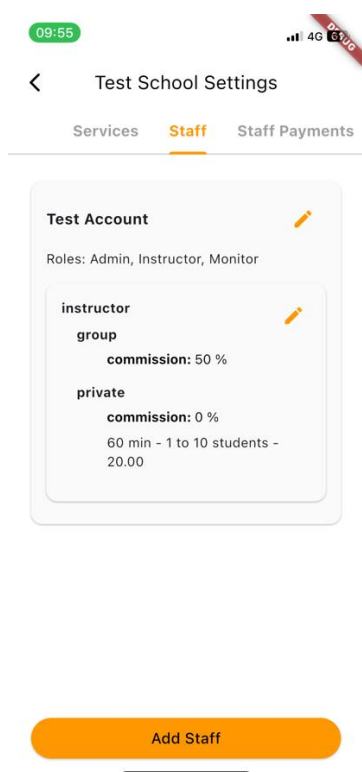 09:55
4G
DEBUG
Test School Settings
Services Staff Staff Payments
Test Account
Roles: Admin, Instructor, Monitor
instructor
group
commission: 50 %
private
commission: 0 %
60 min - 1 to 10 students -
20.00
Add Staff